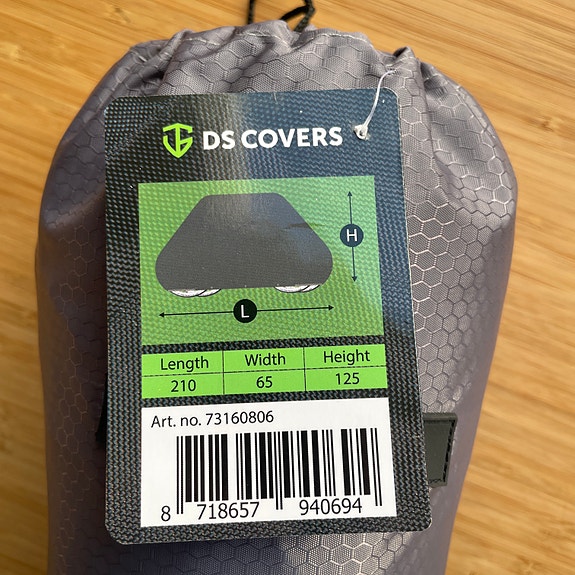 DS COVERS
H
L
Length Width Height
210 65 125
Art. no. 73160806
8 718657 940694